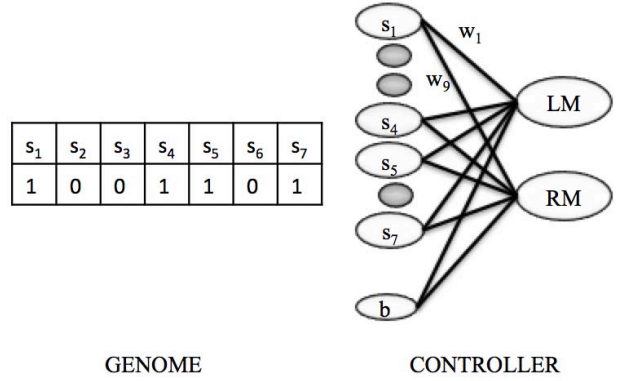 s1 s2 s3 s4 s5 s6 s7
1 0 0 1 1 0 1
GENOME
s1
w1
w9
s4
s5
s7
b
LM
RM
CONTROLLER